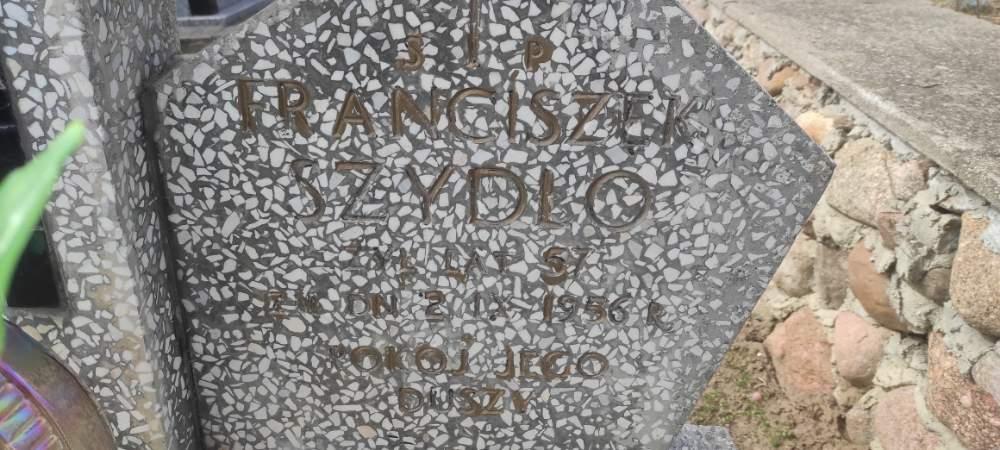 Ś P
FRANCISZEK
SZYDŁO
ŻYŁ LAT 57
ZM. DN. 2 IX 1956 R.
POKÓJ JEGO
DUSZY